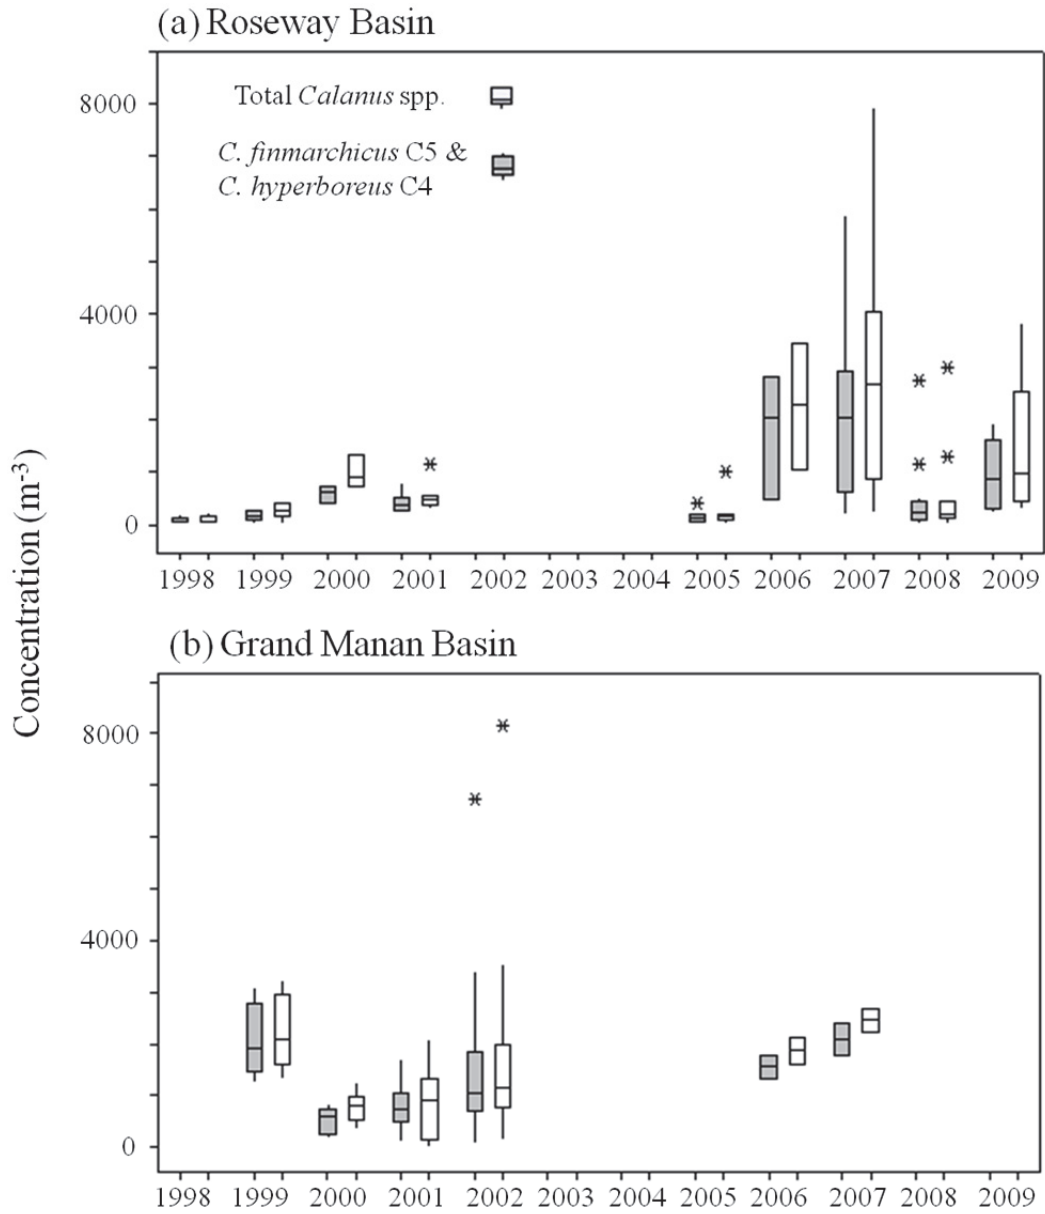 (a) Roseway Basin
8000
Total Calanus spp.
C. finmarchicus C5 &
C. hyperboreus C4
4000
0
1998 1999 2000 2001 2002 2003 2004 2005 2006 2007 2008 2009
Concentration (m-3)
(b) Grand Manan Basin
8000
4000
0
1998 1999 2000 2001 2002 2003 2004 2005 2006 2007 2008 2009